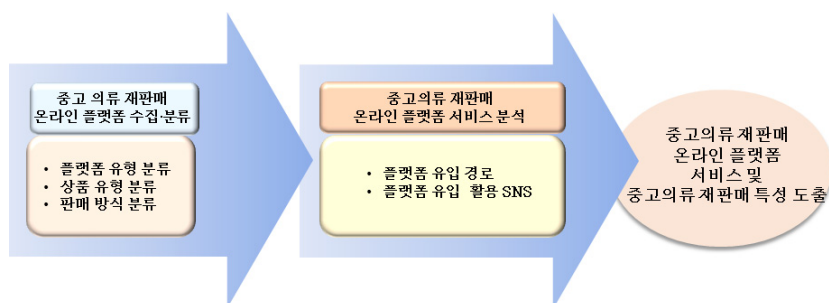 중고 의류 재판매
온라인 플랫폼 수집·분류
• 플랫폼 유형 분류
• 상품 유형 분류
• 판매 방식 분류
중고의류 재판매
온라인 플랫폼 서비스 분석
• 플랫폼 유입 경로
• 플랫폼 유입 활용 SNS
중고의류 재판매
온라인 플랫폼
서비스 및
중고의류 재판매 특성 도출